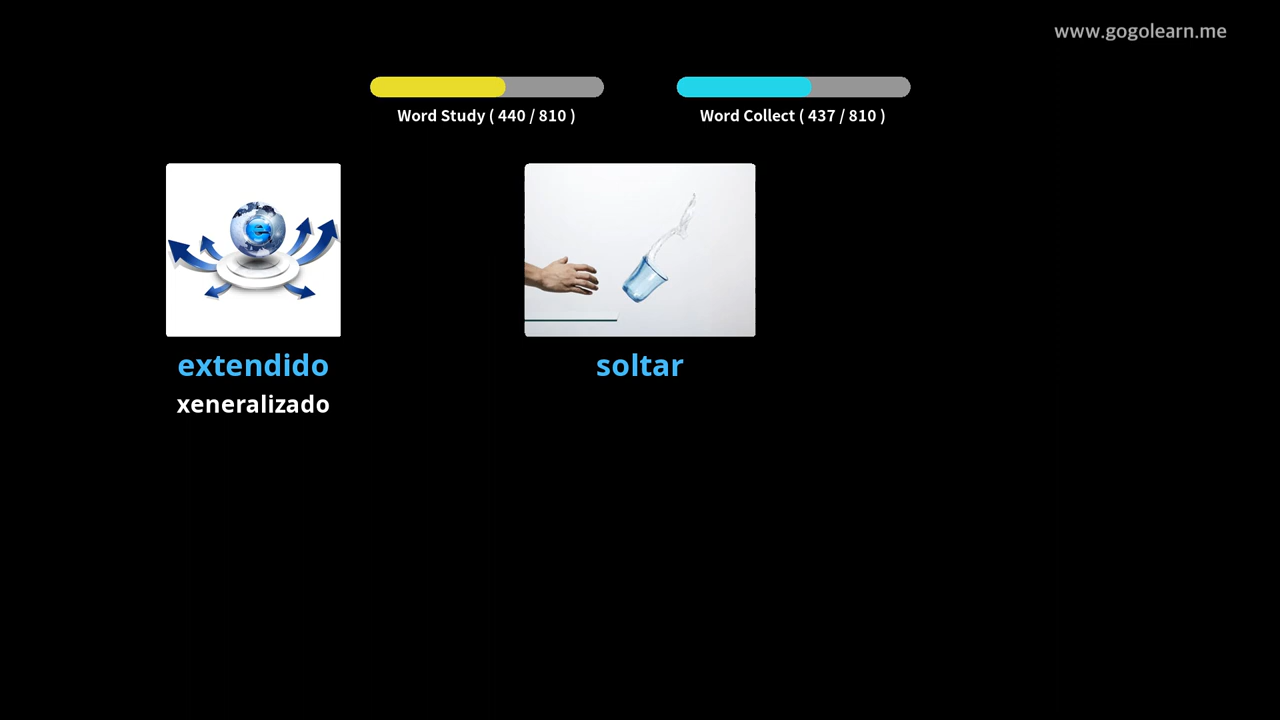 www.gogolearn.me
Word Study ( 440 / 810 )
Word Collect ( 437 / 810 )
e
extendido
xeneralizado
soltar